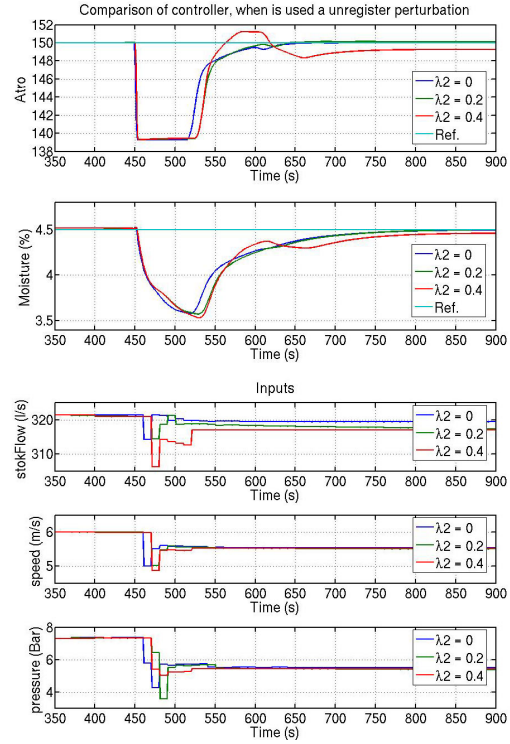 Comparison of controller, when is used a unregister perturbation
152
150
148
146
144
142
140
138
Atro
λ2 = 0
λ2 = 0.2
λ2 = 0.4
Ref.
350 400 450 500 550 600 650 700 750 800 850 900
Time (s)
4.5
4
3.5
Moisture (%)
λ2 = 0
λ2 = 0.2
λ2 = 0.4
Ref.
350 400 450 500 550 600 650 700 750 800 850 900
Time (s)
Inputs
320
310
stokFlow (l/s)
λ2 = 0
λ2 = 0.2
λ2 = 0.4
350 400 450 500 550 600 650 700 750 800 850 900
Time (s)
6
5
speed (m/s)
λ2 = 0
λ2 = 0.2
λ2 = 0.4
350 400 450 500 550 600 650 700 750 800 850 900
Time (s)
8
6
4
pressure (Bar)
λ2 = 0
λ2 = 0.2
λ2 = 0.4
350 400 450 500 550 600 650 700 750 800 850 900
Time (s)